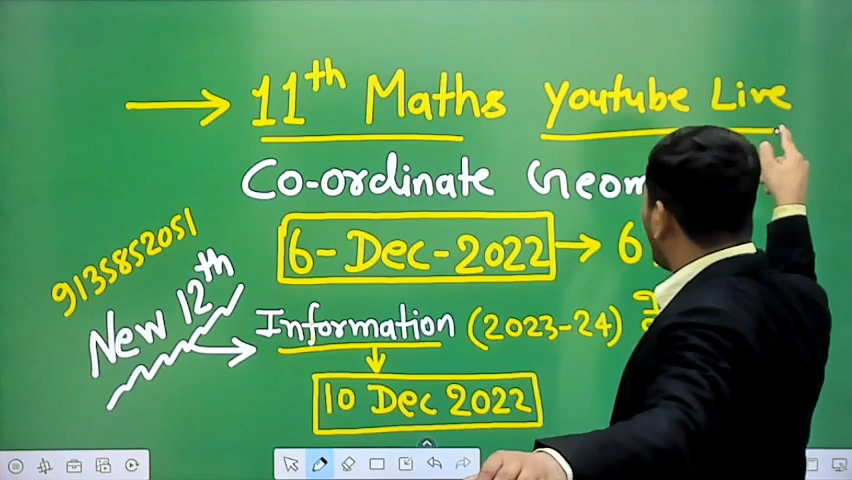 → 11th Maths Youtube Live
Co-ordinate Geom
6-Dec-2022 → 6
9135852051
New 12th → Information (2023-24)
10 Dec 2022